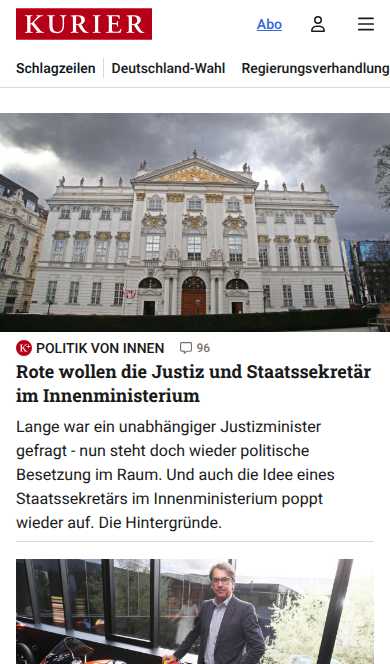 KURIER
Abo
Schlagzeilen
Deutschland-Wahl
Regierungsverhandlung
K+ POLITIK VON INNEN
96
Rote wollen die Justiz und Staatssekretär
im Innenministerium
Lange war ein unabhängiger Justizminister
gefragt - nun steht doch wieder politische
Besetzung im Raum. Und auch die Idee eines
Staatssekretärs im Innenministerium poppt
wieder auf. Die Hintergründe.